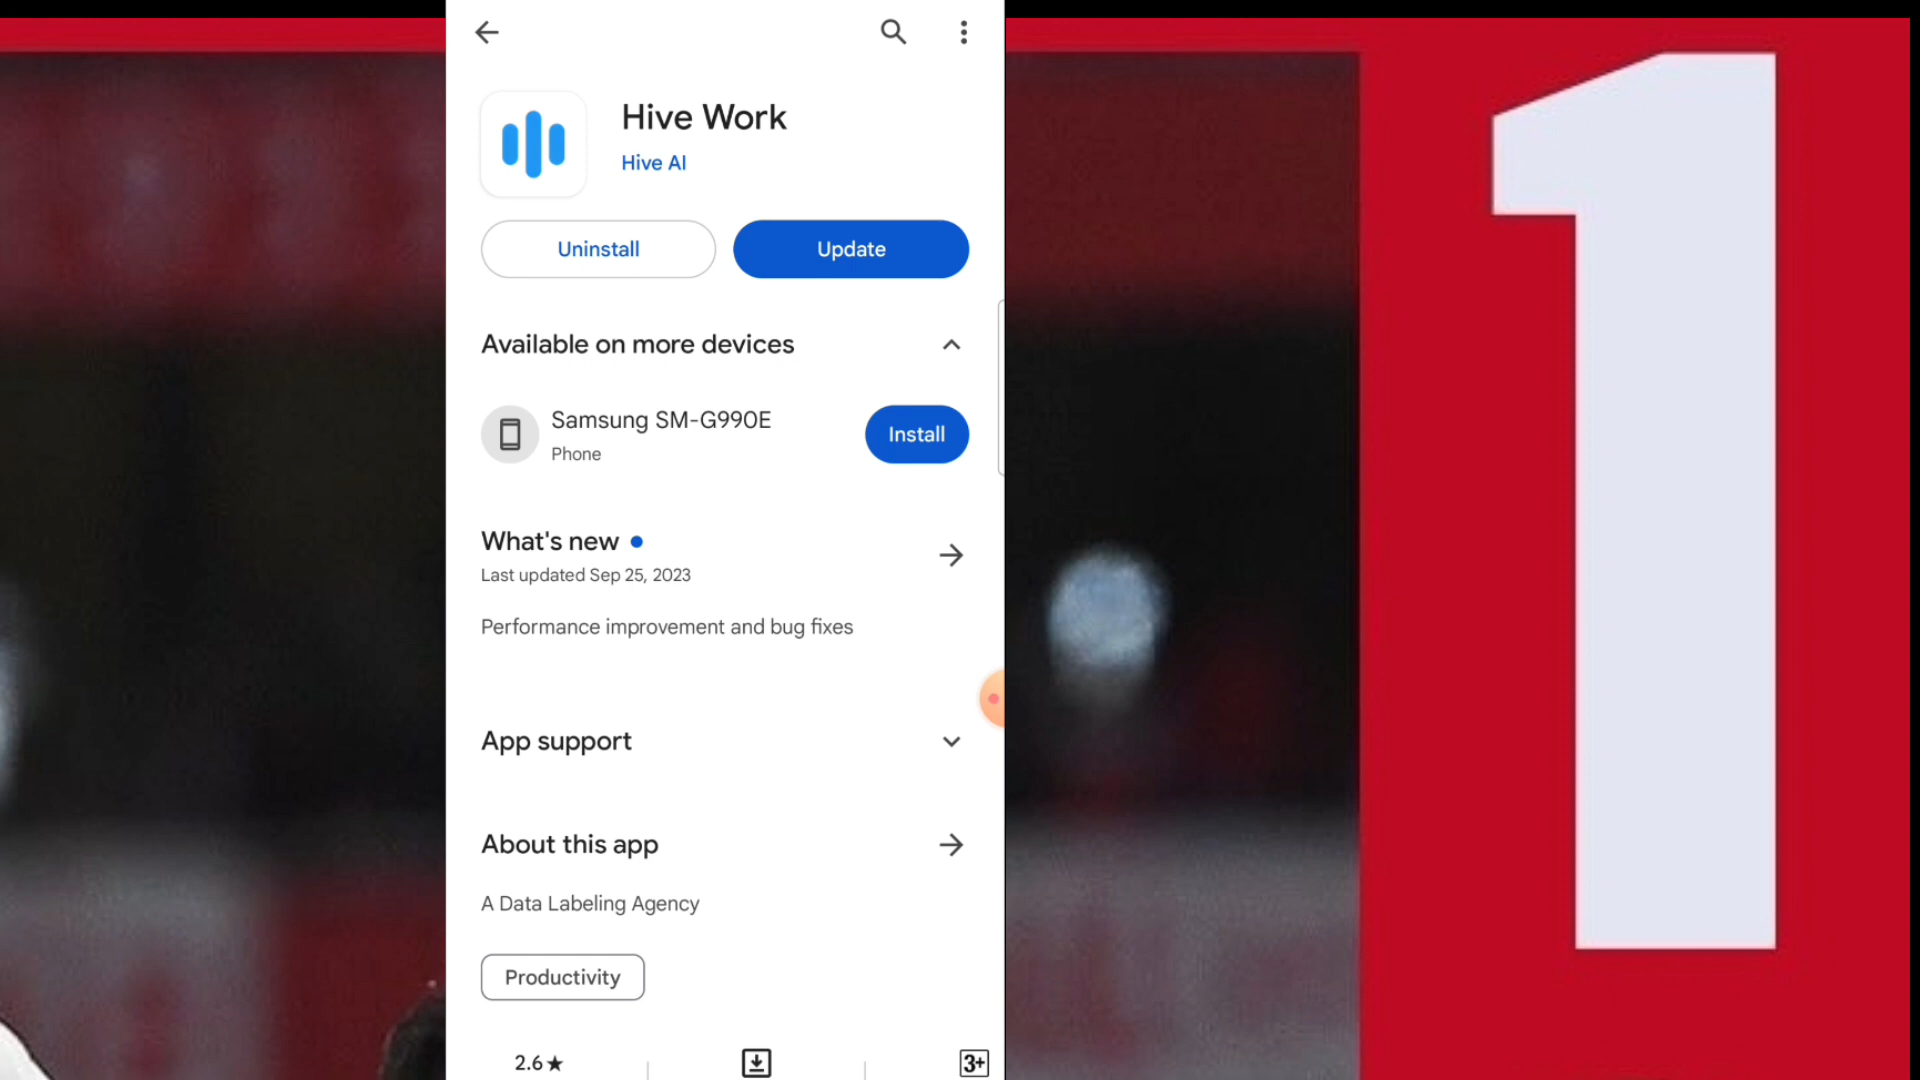 Hive Work
Hive AI
Uninstall
Update
Available on more devices
Samsung SM-G990E
Phone
Install
What's new
Last updated Sep 25, 2023
Performance improvement and bug fixes
App support
About this app
A Data Labeling Agency
Productivity
2.6★
3+
1